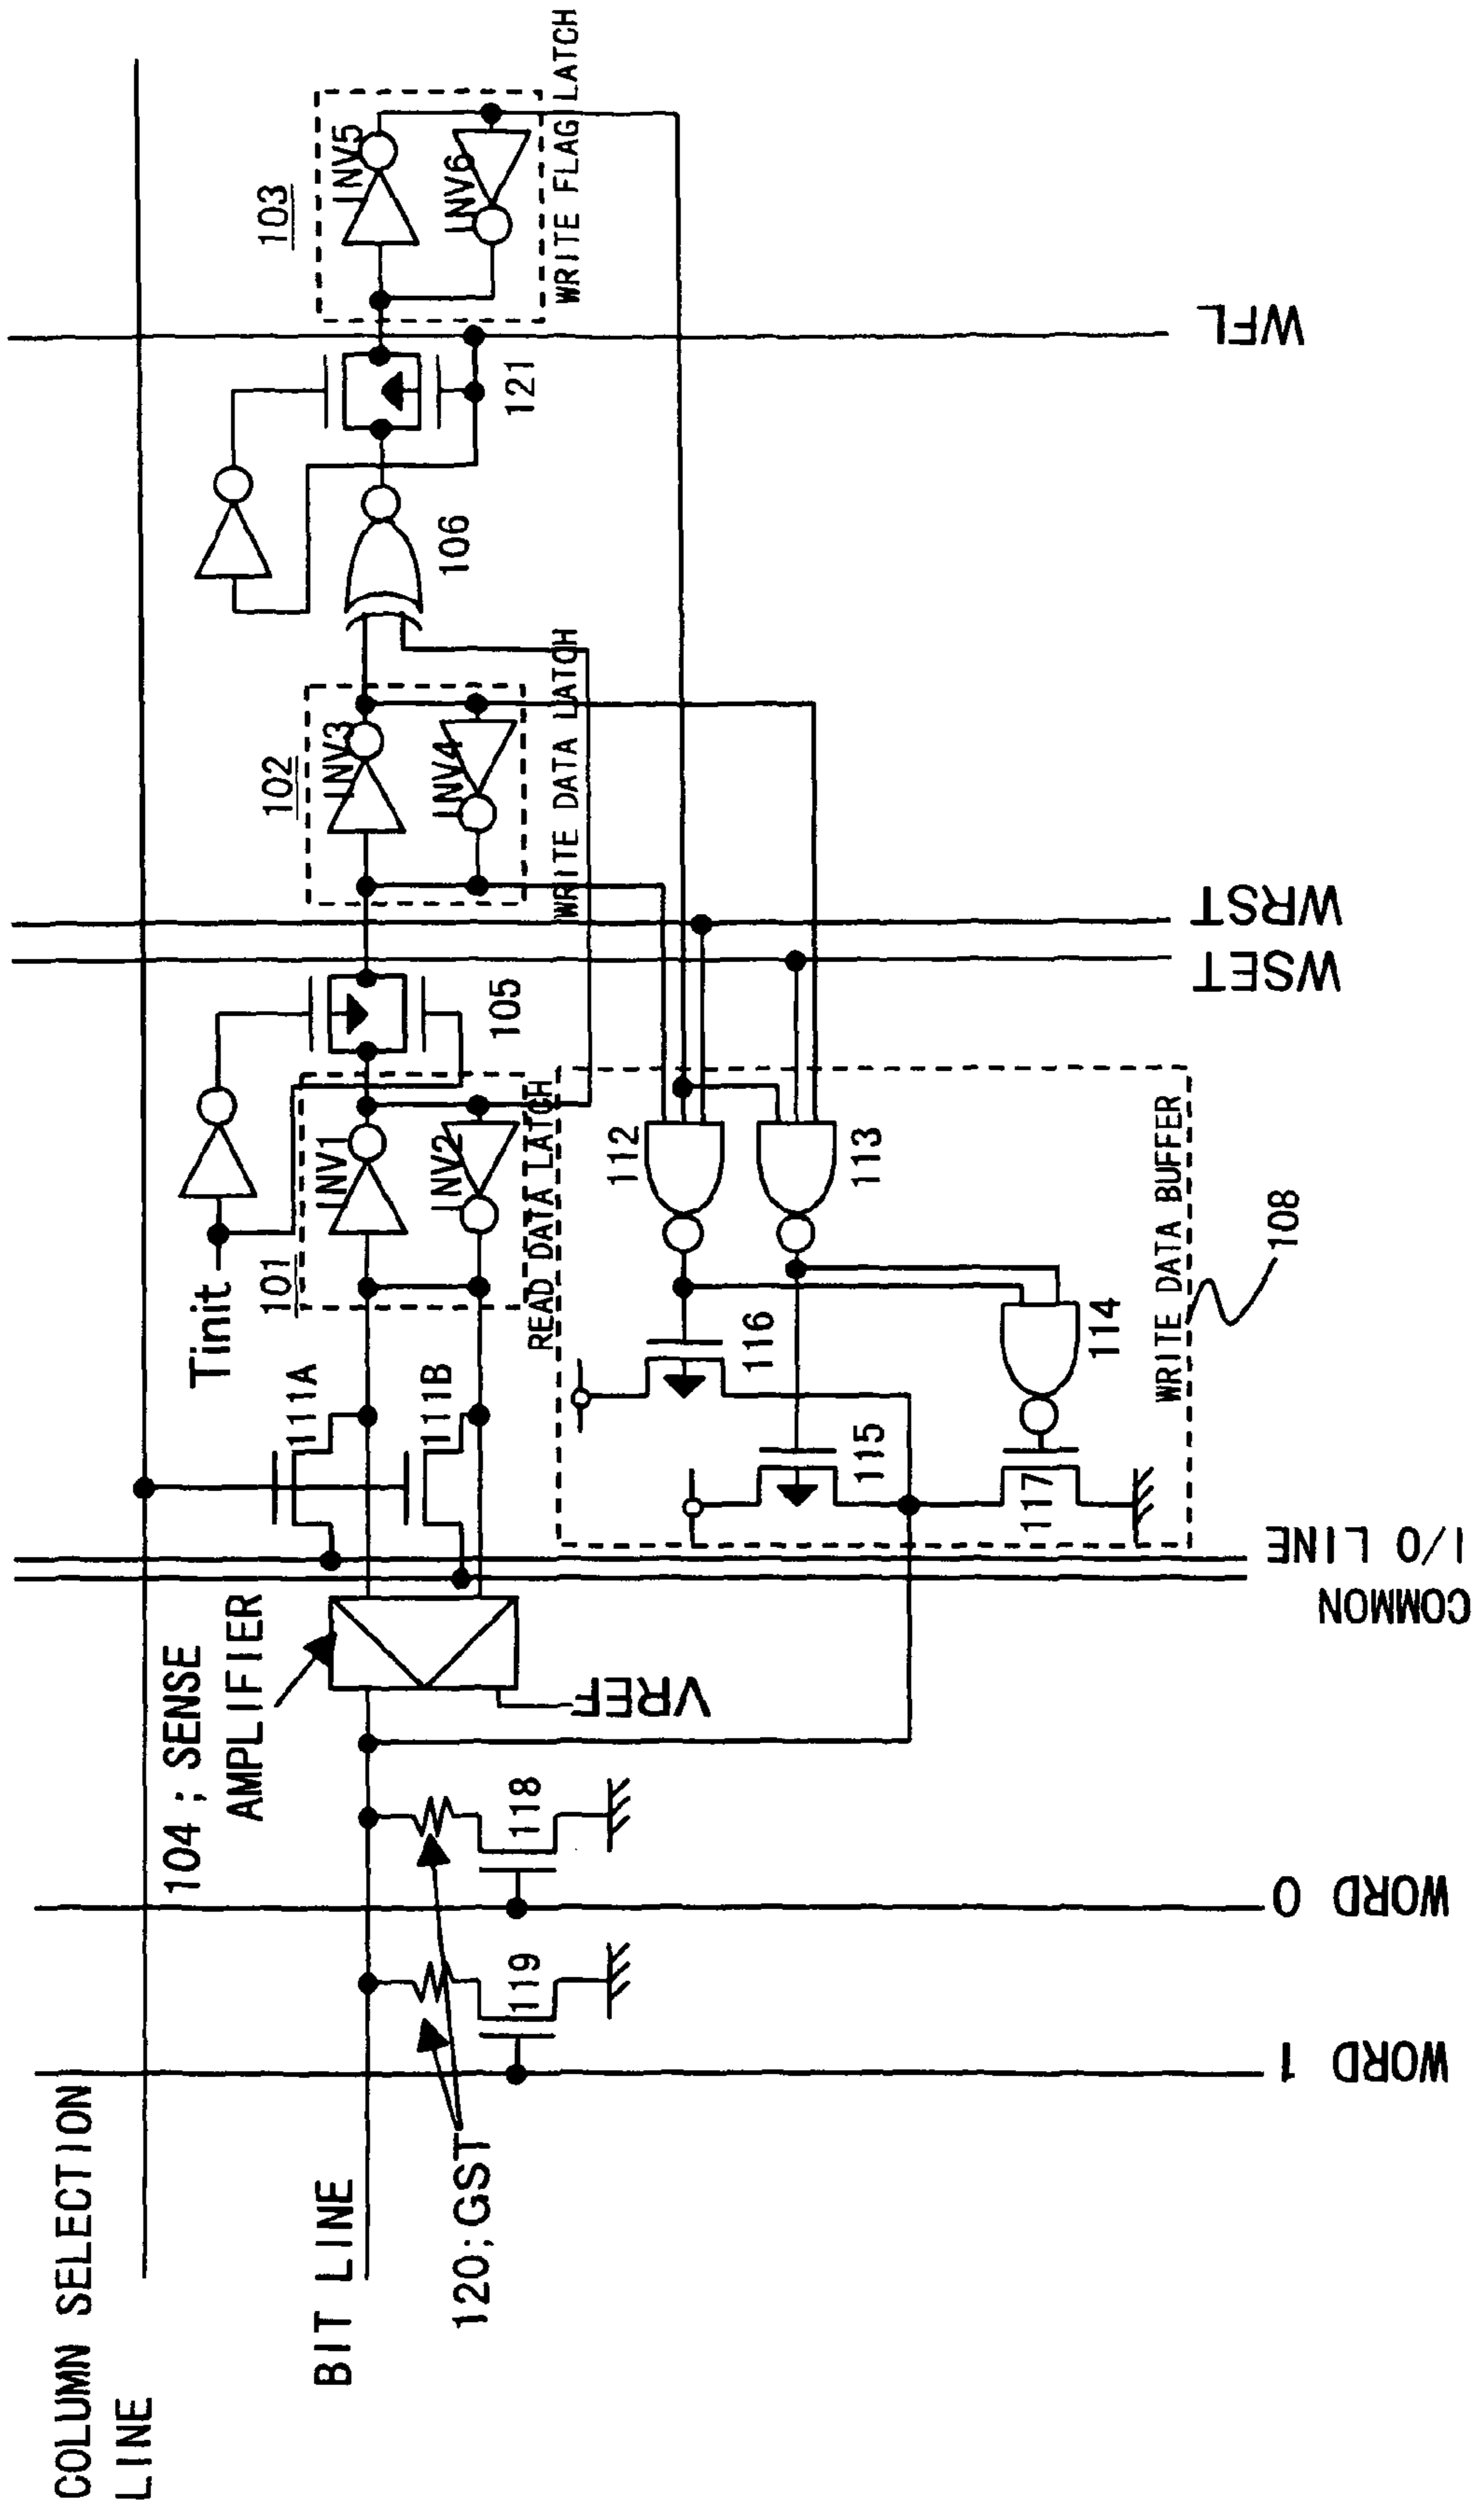 COLUMN SELECTION
LINE
BIT LINE
120;GST
WORD 1
WORD 0
119
118
104 ; SENSE
AMPLIFIER
VREF
COMMON
I/O LINE
Tinit
111A
111B
101
INV1
INV2
READ DATA LATCH
105
112
113
114
115
116
117
WRITE DATA BUFFER
108
WSET
WRST
102
INV3
INV4
WRITE DATA LATCH
106
121
WFL
103
INV5
INV6
WRITE FLAG LATCH